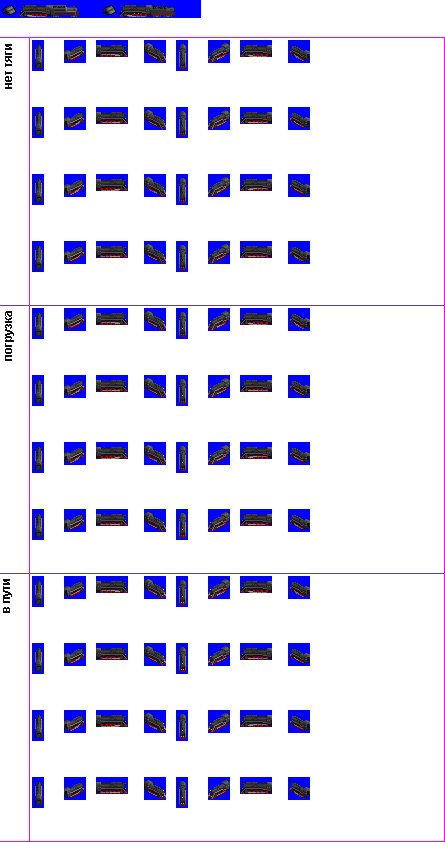 нет тяги
погрузка
в пути